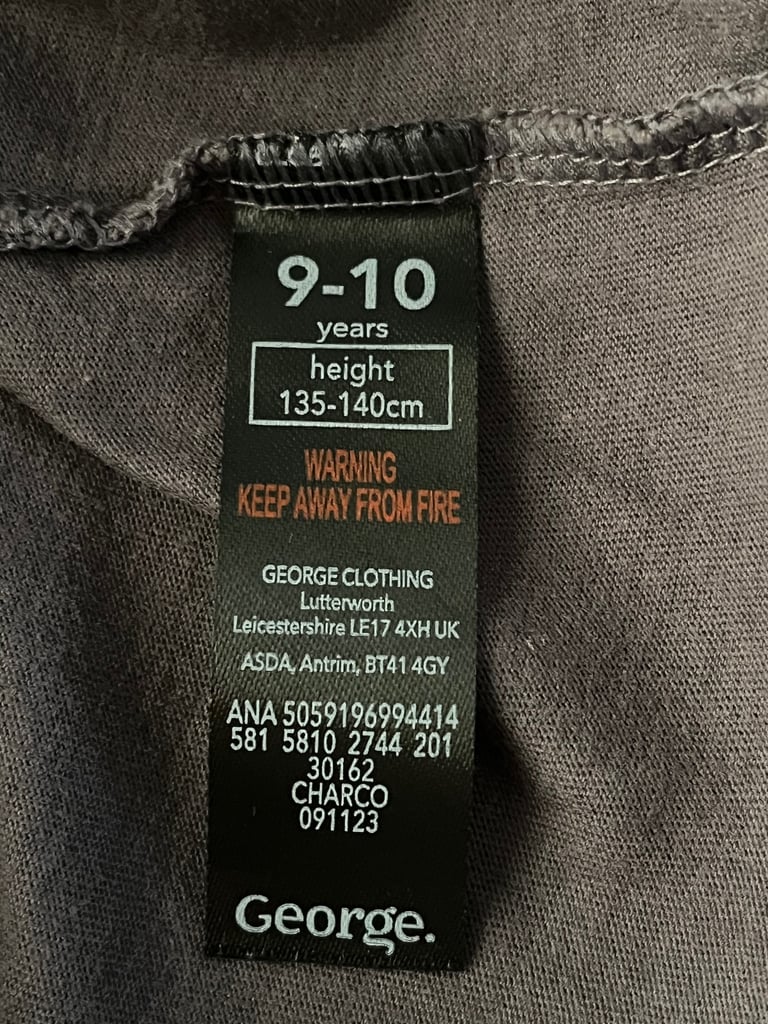 9-10
years
height
135-140cm
WARNING
KEEP AWAY FROM FIRE
GEORGE CLOTHING
Lutterworth
Leicestershire LE17 4XH UK
ASDA, Antrim, BT41 4GY
ANA 5059196994414
581 5810 2744 201
30162
CHARCO
091123
George.